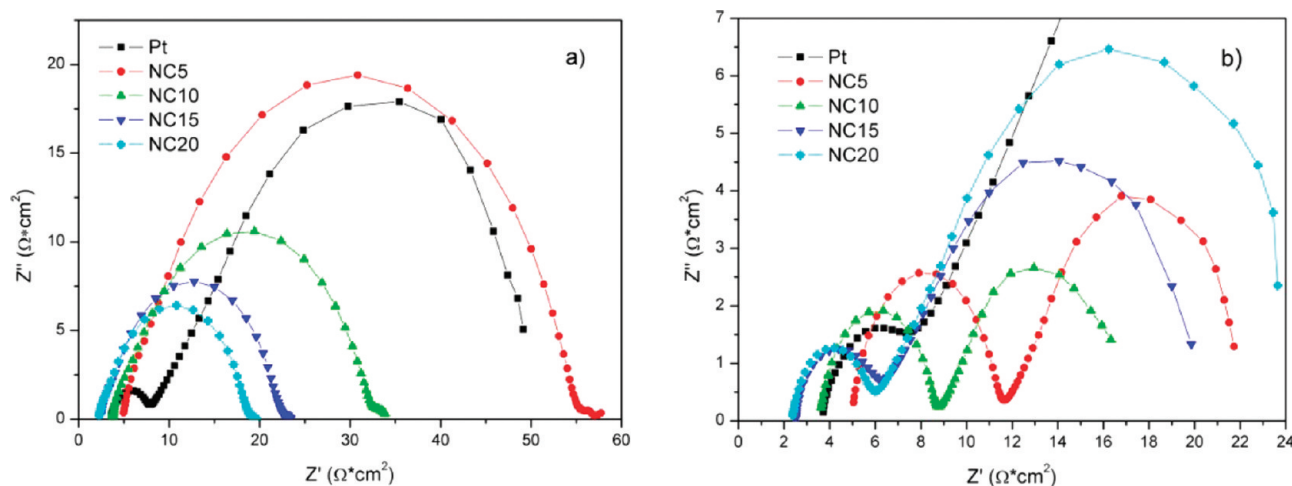 a)
Pt
NC5
NC10
NC15
NC20
20
15
10
5
0
Z'' (Ω*cm²)
0 10 20 30 40 50 60
Z' (Ω*cm²)
b)
Pt
NC5
NC10
NC15
NC20
7
6
5
4
3
2
1
0
Z'' (Ω*cm²)
0 2 4 6 8 10 12 14 16 18 20 22 24
Z' (Ω*cm²)